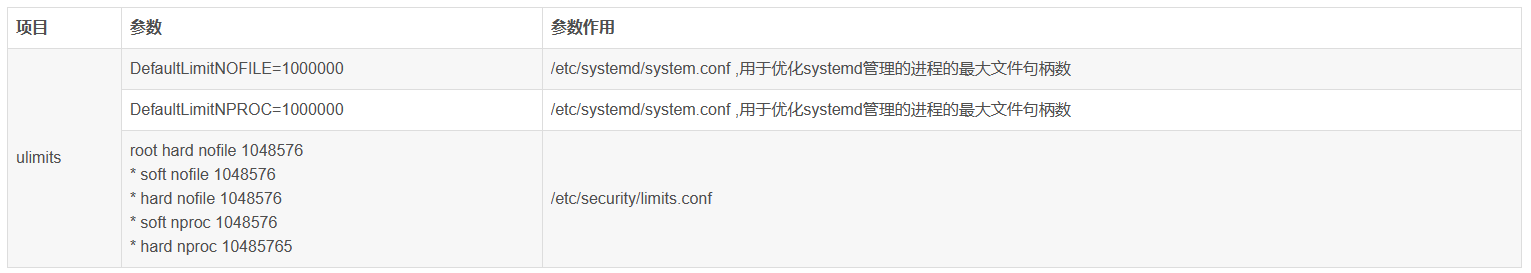 项目 参数 参数作用
DefaultLimitNOFILE=1000000 /etc/systemd/system.conf ,用于优化systemd管理的进程的最大文件句柄数
DefaultLimitNPROC=1000000 /etc/systemd/system.conf ,用于优化systemd管理的进程的最大文件句柄数
ulimits
root hard nofile 1048576
* soft nofile 1048576
* hard nofile 1048576
* soft nproc 1048576
* hard nproc 10485765
/etc/security/limits.conf